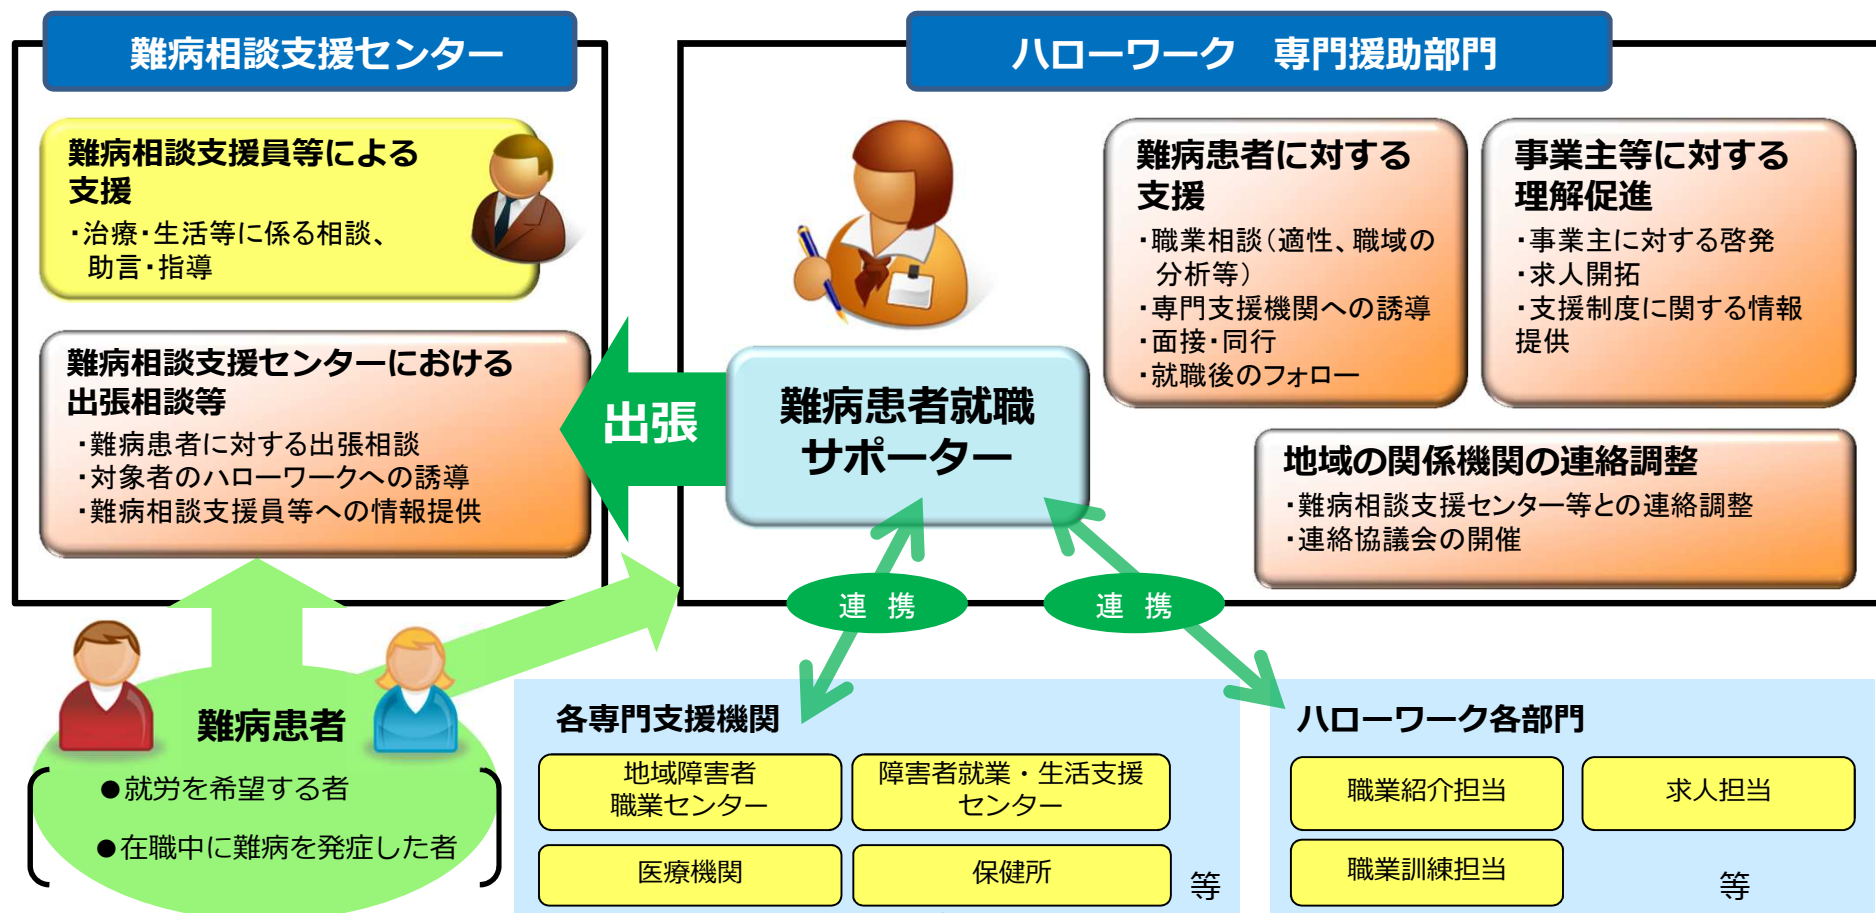 難病相談支援センター
難病相談支援員等による
支援
・治療・生活等に係る相談、
助言・指導
難病相談支援センターにおける
出張相談等
・難病患者に対する出張相談
・対象者のハローワークへの誘導
・難病相談支援員等への情報提供
出張
ハローワーク　専門援助部門
難病患者就職
サポーター
難病患者に対する
支援
・職業相談(適性、職域の
分析等)
・専門支援機関への誘導
・面接・同行
・就職後のフォロー
事業主等に対する
理解促進
・事業主に対する啓発
・求人開拓
・支援制度に関する情報
提供
地域の関係機関の連絡調整
・難病相談支援センター等との連絡調整
・連絡協議会の開催
連 携
連 携
難病患者
●就労を希望する者
●在職中に難病を発症した者
各専門支援機関
地域障害者
職業センター
障害者就業・生活支援
センター
医療機関
保健所
等
ハローワーク各部門
職業紹介担当
求人担当
職業訓練担当
等